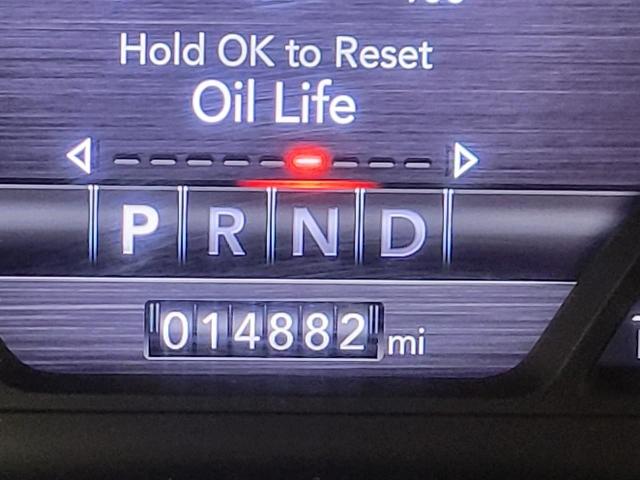 Hold OK to Reset
Oil Life
P R N D
014882 mi